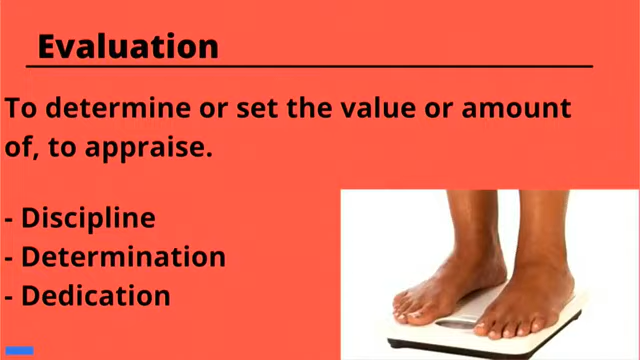 Evaluation
To determine or set the value or amount
of, to appraise.
- Discipline
- Determination
- Dedication